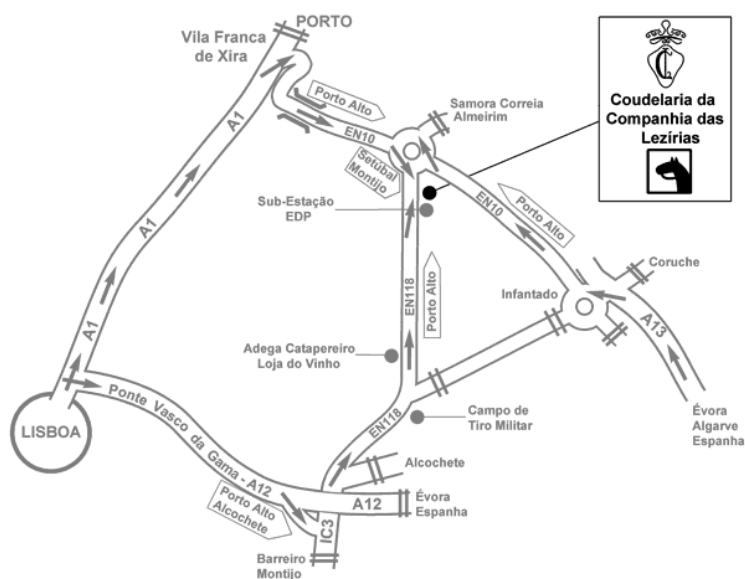 PORTO
Vila Franca
de Xira
Porto Alto
Samora Correia
Almeirim
EN10
A1
Setúbal
Montijo
Coudelaria da
Companhia das
Lezírias
CL
Sub-Estação
EDP
EN10
Porto Alto
A1
Coruche
Infantado
EN118
Porto Alto
A13
A1
Adega Catapereiro
Loja do Vinho
Ponte Vasco da Gama - A12
EN118
Campo de
Tiro Militar
Évora
Algarve
Espanha
LISBOA
Alcochete
Porto Alto
Alcochete
A12
Évora
Espanha
IC3
Barreiro
Montijo